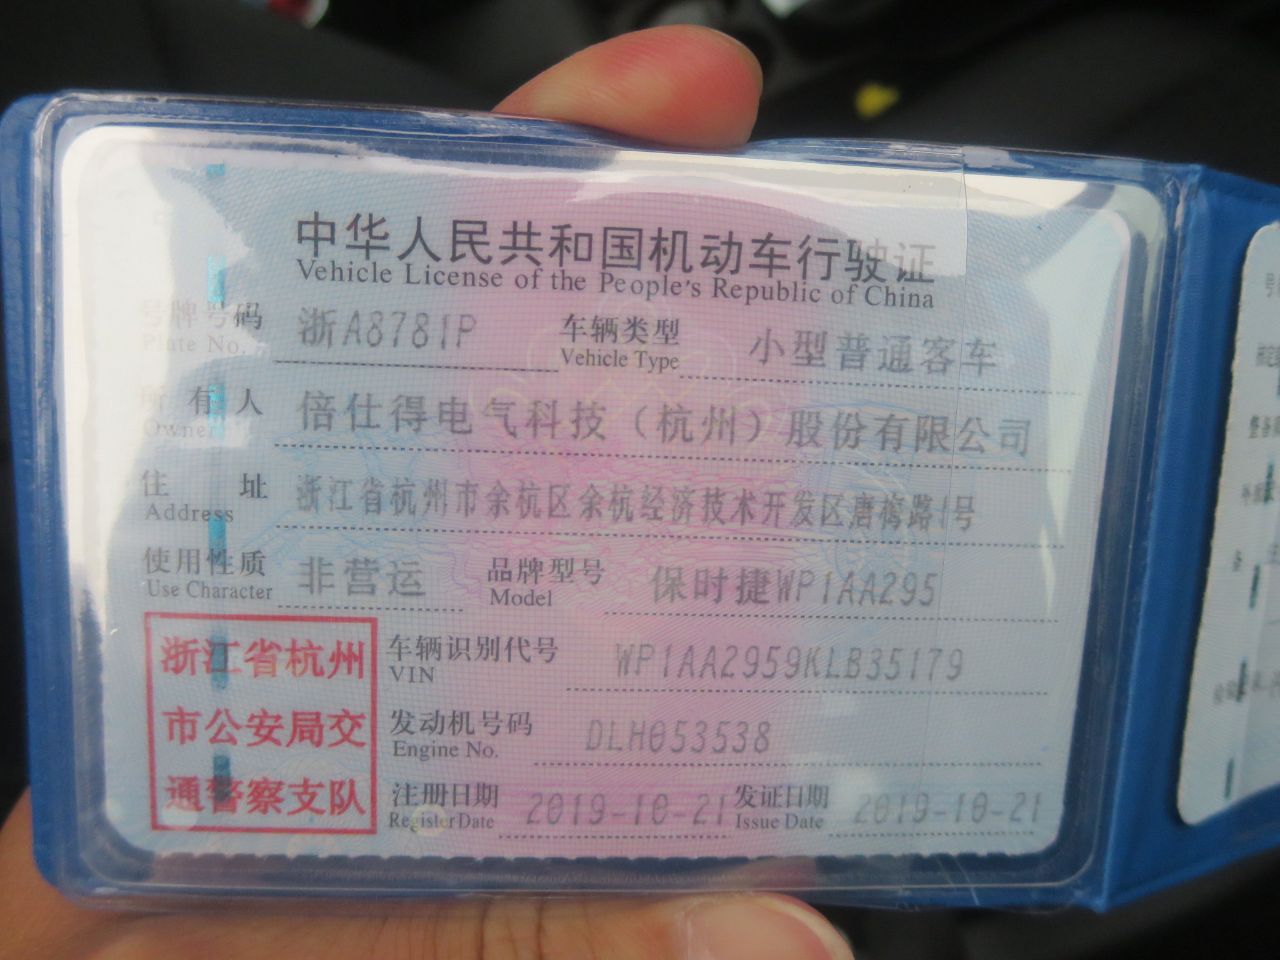 中华人民共和国机动车行驶证
Vehicle License of the People's Republic of China
号牌号码 浙A8781P 车辆类型 小型普通客车
Plate No. Vehicle Type
所有人 倍仕得电气科技（杭州）股份有限公司
Owner
住址 浙江省杭州市余杭区余杭经济技术开发区唐梅路1号
Address
使用性质 非营运 品牌型号 保时捷WP1AA295
Use Character Model
浙江省杭州
市公安局交
通警察支队
车辆识别代号 WP1AA2959KLB35179
VIN
发动机号码 DLH053538
Engine No.
注册日期 2019-10-21 发证日期 2019-10-21
Register Date Issue Date